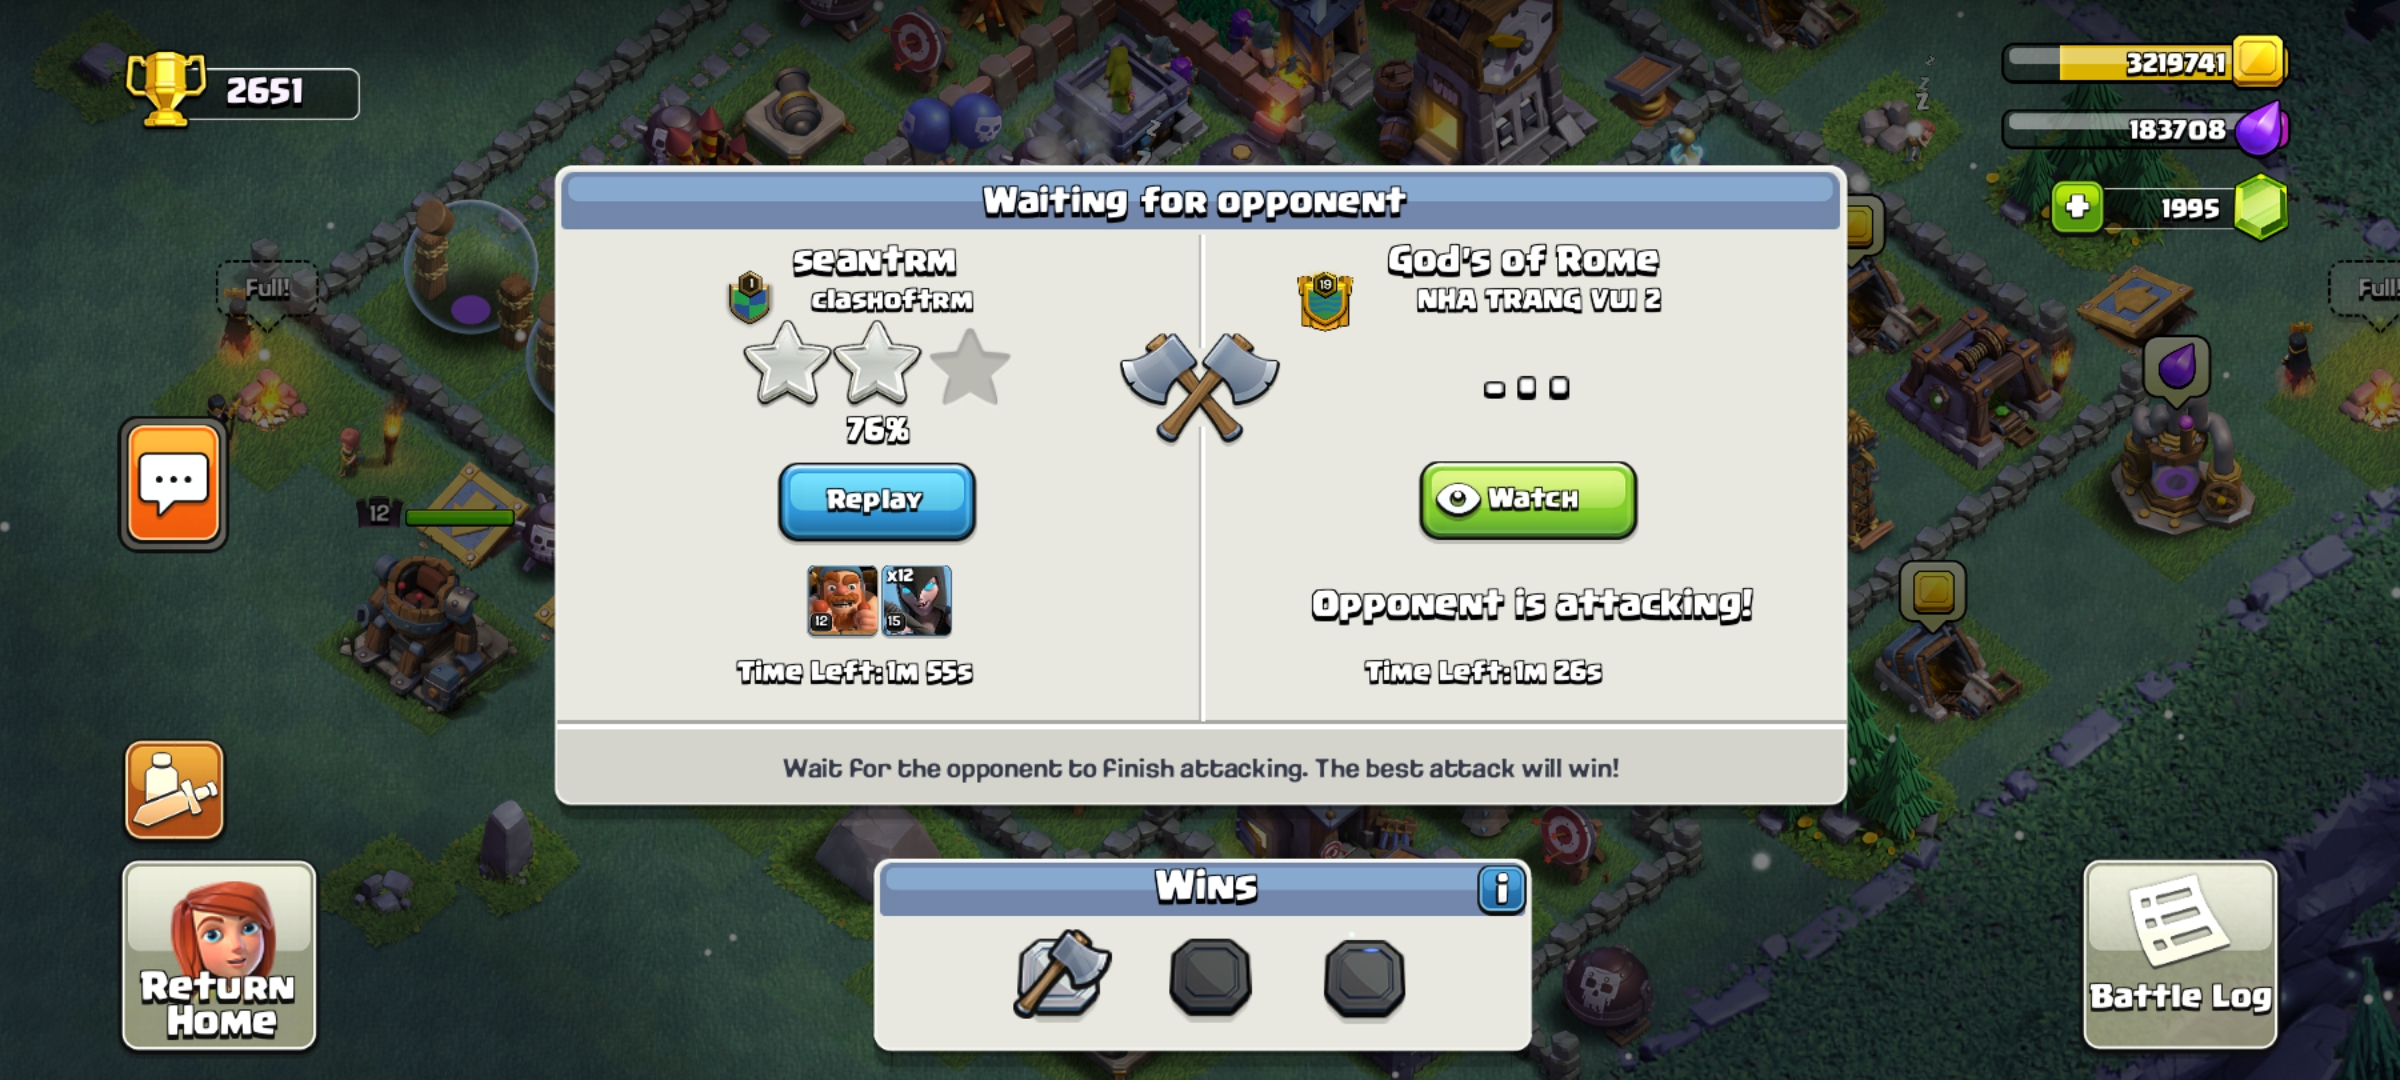 2651
3219741
183708
1995
Full!
Full!
12
Waiting for opponent
seantrm
1
clashoftrm
76%
Replay
x12
12
15
Time Left:1m 55s
God's of Rome
19
NHA TRANG VUI 2
Watch
Opponent is attacking!
Time Left:1m 26s
Wait for the opponent to finish attacking. The best attack will win!
Wins
i
Return
Home
Battle Log
z
z
z
z
z